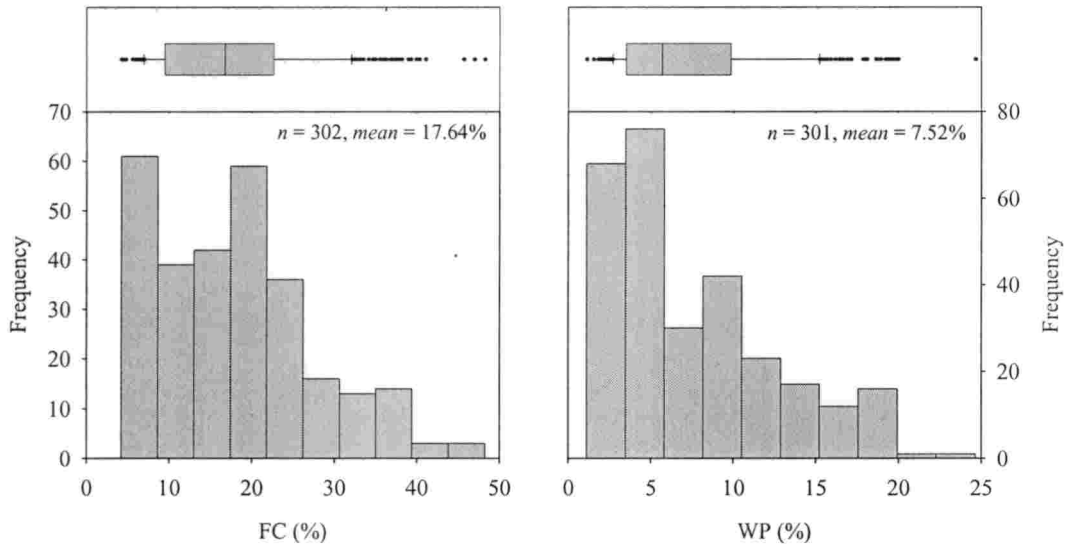 n = 302, mean = 17.64%
70
60
50
40
30
20
10
0
Frequency
0 10 20 30 40 50
FC (%)
n = 301, mean = 7.52%
80
60
40
20
0
Frequency
0 5 10 15 20 25
WP (%)